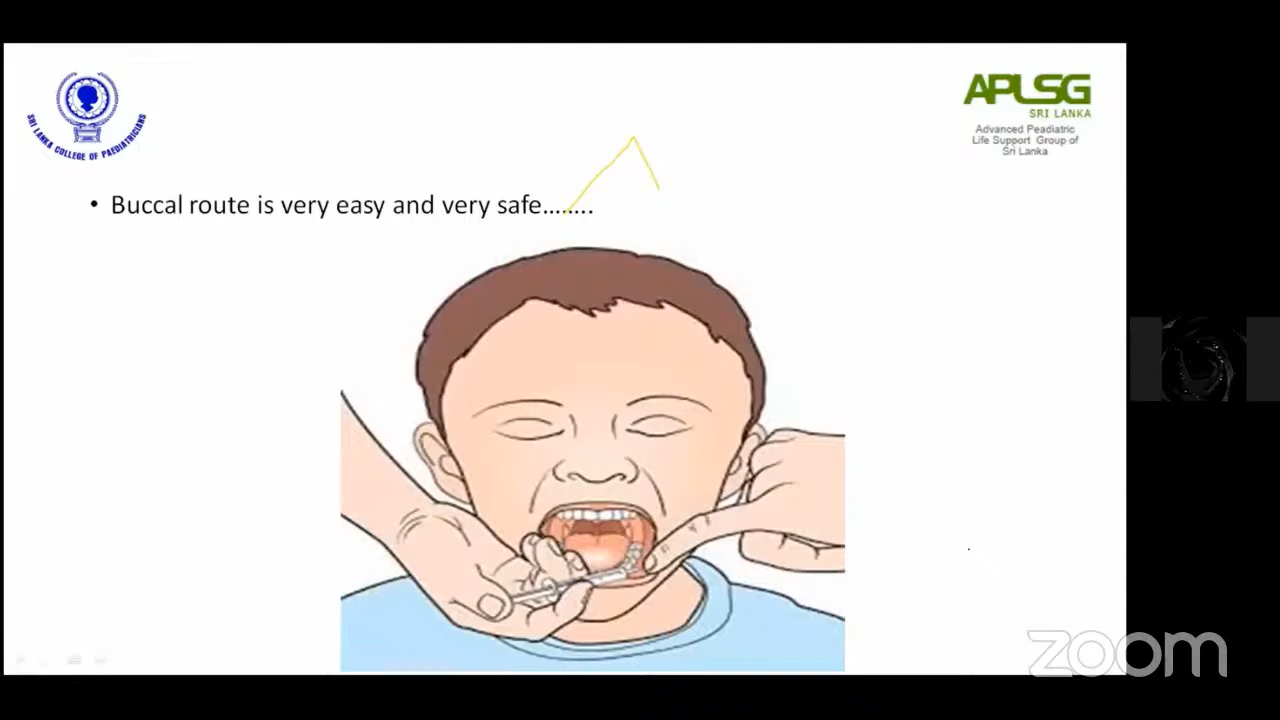 SRI LANKA COLLEGE OF PAEDIATRICIANS
APLSG
SRI LANKA
Advanced Peadiatric
Life Support Group of
Sri Lanka
• Buccal route is very easy and very safe........
zoom